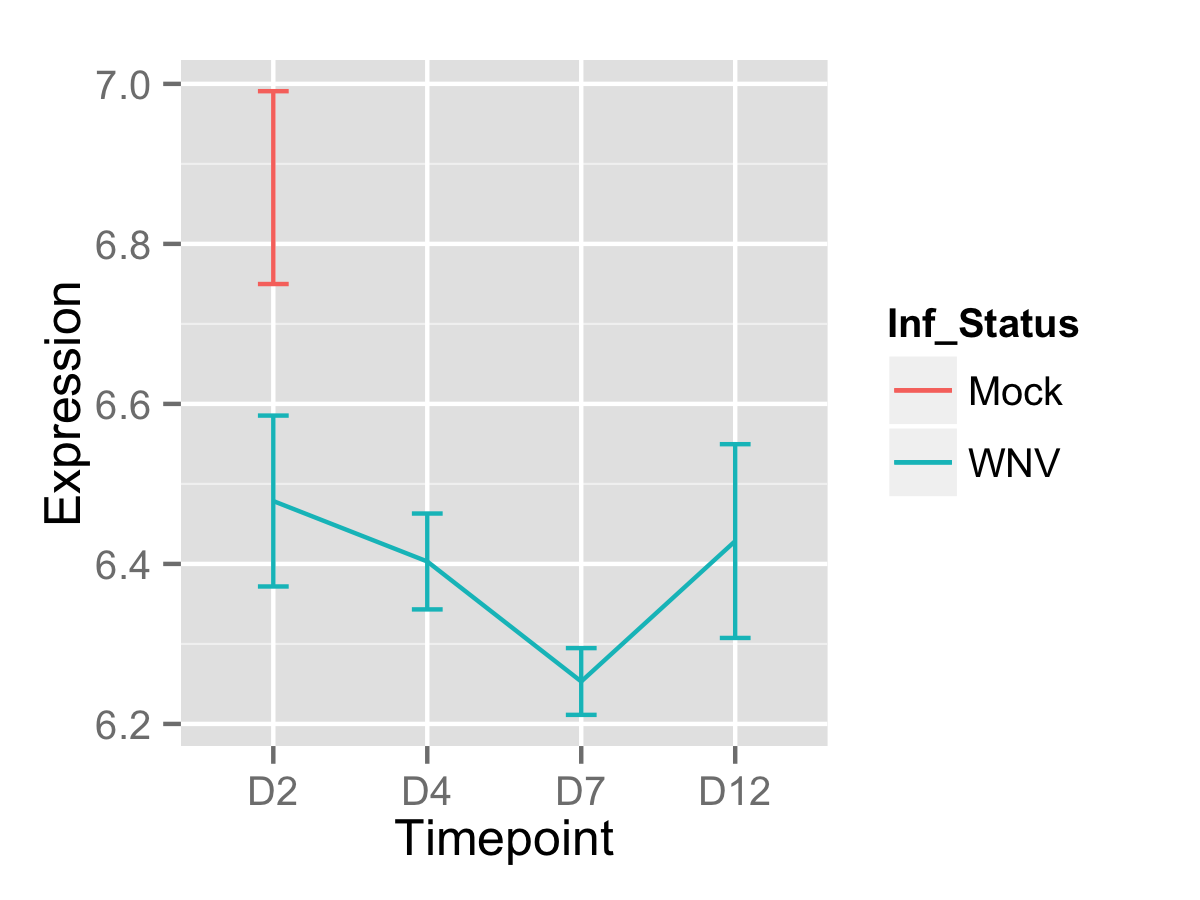 7.0
6.8
6.6
6.4
6.2
Expression
D2 D4 D7 D12
Timepoint
Inf_Status
Mock
WNV